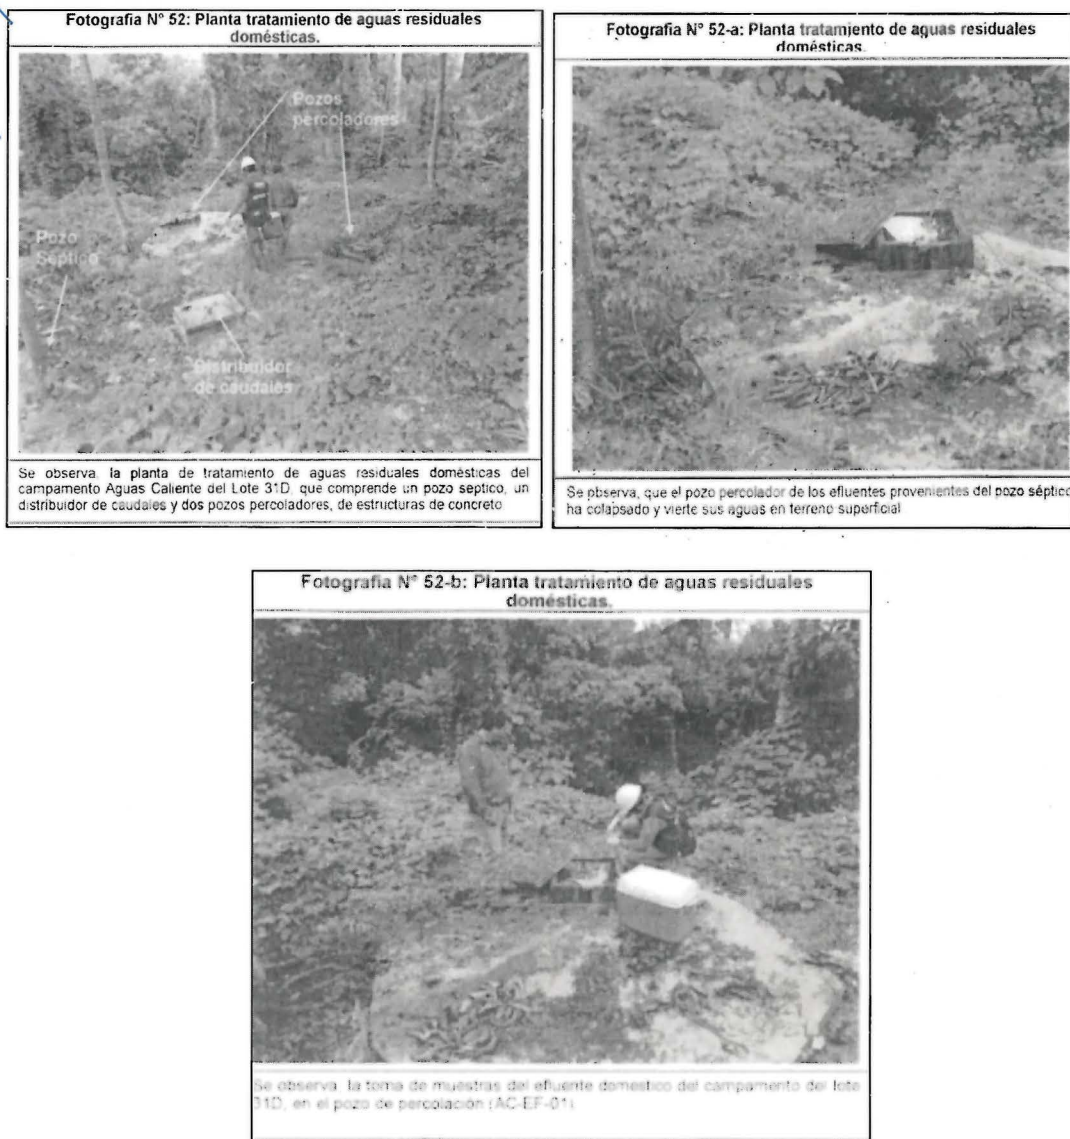 Fotografía N° 52: Planta tratamiento de aguas residuales
domésticas.
Pozos
percoladores
Pozo
Séptico
Distribuidor
de caudales
Se observa, la planta de tratamiento de aguas residuales domésticas del
campamento Aguas Caliente del Lote 31D, que comprende un pozo septico, un
distribuidor de caudales y dos pozos percoladores, de estructuras de concreto
Fotografía N° 52-a: Planta tratamiento de aguas residuales
domésticas.
Se observa, que el pozo percolador de los efluentes provenientes del pozo séptico
ha colapsado y vierte sus aguas en terreno superficial
Fotografía N° 52-b: Planta tratamiento de aguas residuales
domésticas.
Se observa, la toma de muestras del efluente domestico del campamento del lote
31D, en el pozo de percolación (AC-EF-01)